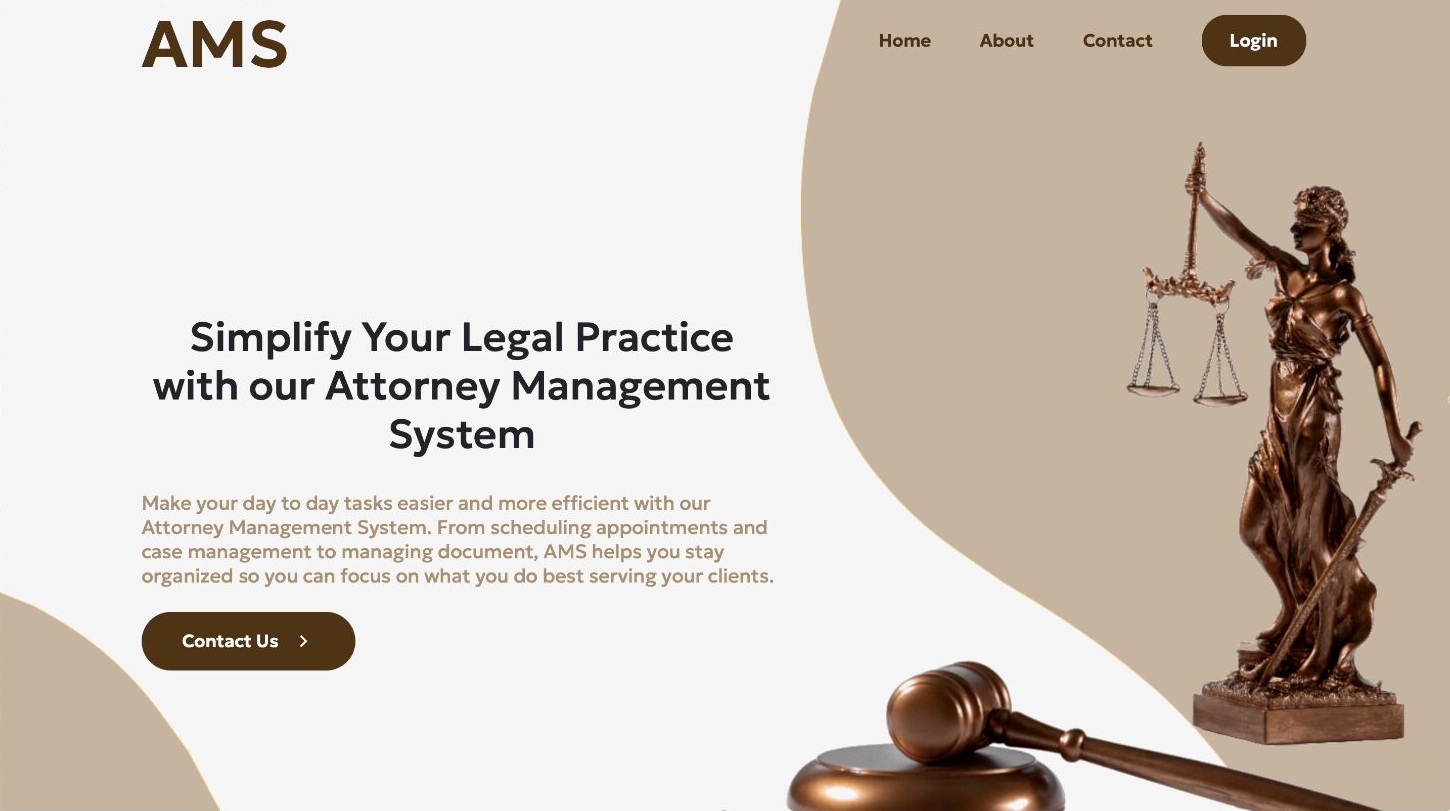 AMS
Home About Contact Login
Simplify Your Legal Practice
with our Attorney Management
System
Make your day to day tasks easier and more efficient with our
Attorney Management System. From scheduling appointments and
case management to managing document, AMS helps you stay
organized so you can focus on what you do best serving your clients.
Contact Us